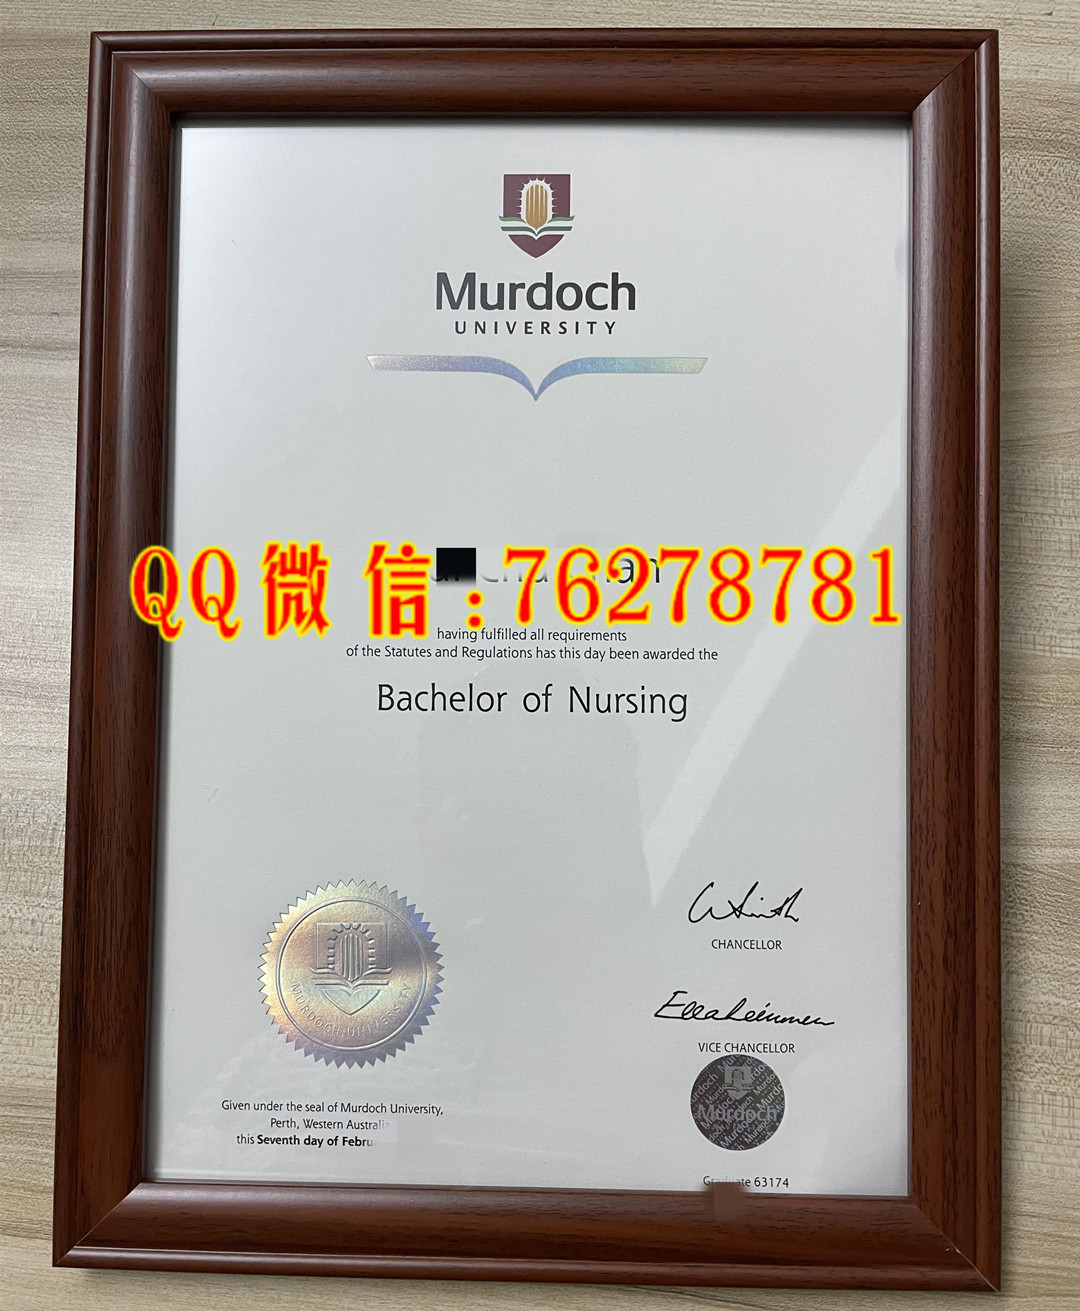 Murdoch
UNIVERSITY
QQ微信:76278781
having fulfilled all requirements
of the Statutes and Regulations has this day been awarded the
Bachelor of Nursing
CHANCELLOR
VICE CHANCELLOR
MURDOCH UNIVERSITY
Murdoch
Given under the seal of Murdoch University,
Perth, Western Australia
this Seventh day of
Graduate 63174